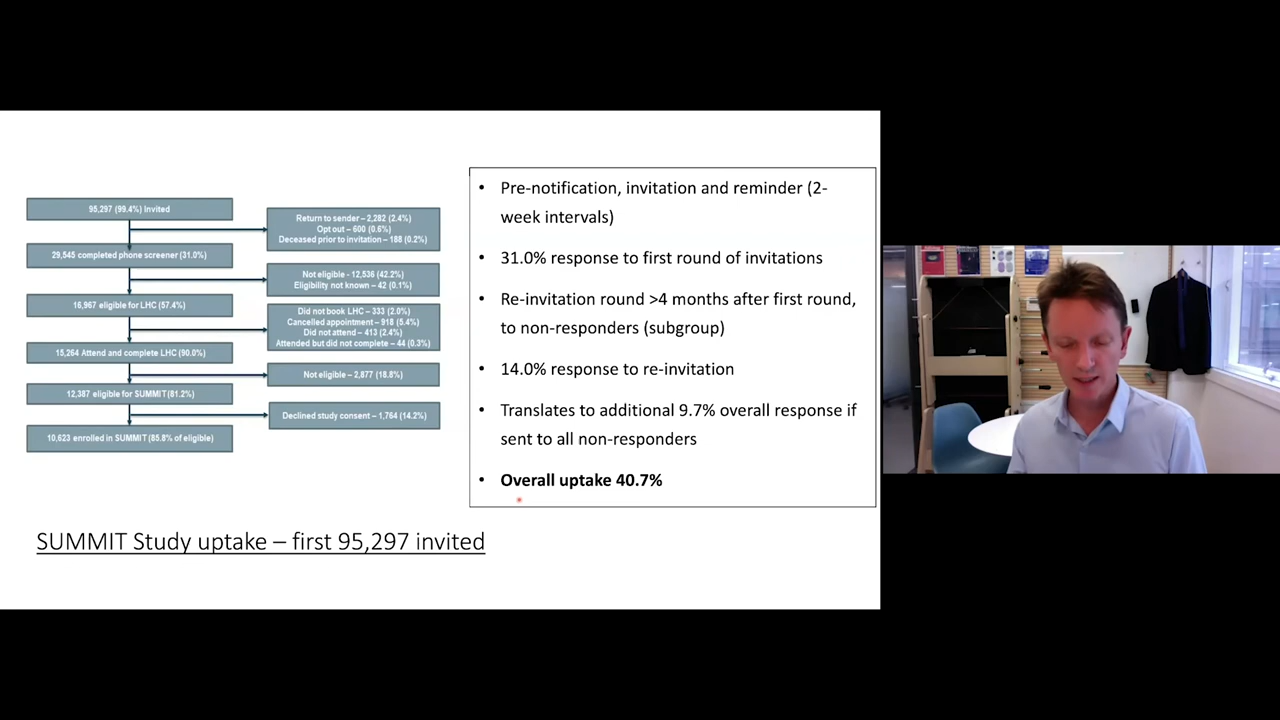 95,297 (99.4%) Invited
Return to sender – 2,282 (2.4%)
Opt out – 600 (0.6%)
Deceased prior to invitation – 188 (0.2%)
29,545 completed phone screener (31.0%)
Not eligible - 12,536 (42.2%)
Eligibility not known – 42 (0.1%)
16,967 eligible for LHC (57.4%)
Did not book LHC – 333 (2.0%)
Cancelled appointment – 918 (5.4%)
Did not attend – 413 (2.4%)
Attended but did not complete – 44 (0.3%)
15,264 Attend and complete LHC (90.0%)
Not eligible – 2,877 (18.8%)
12,387 eligible for SUMMIT(81.2%)
Declined study consent – 1,764 (14.2%)
10,623 enrolled in SUMMIT (85.8% of eligible)
• Pre-notification, invitation and reminder (2-
week intervals)
• 31.0% response to first round of invitations
• Re-invitation round >4 months after first round,
to non-responders (subgroup)
• 14.0% response to re-invitation
• Translates to additional 9.7% overall response if
sent to all non-responders
• Overall uptake 40.7%
SUMMIT Study uptake – first 95,297 invited